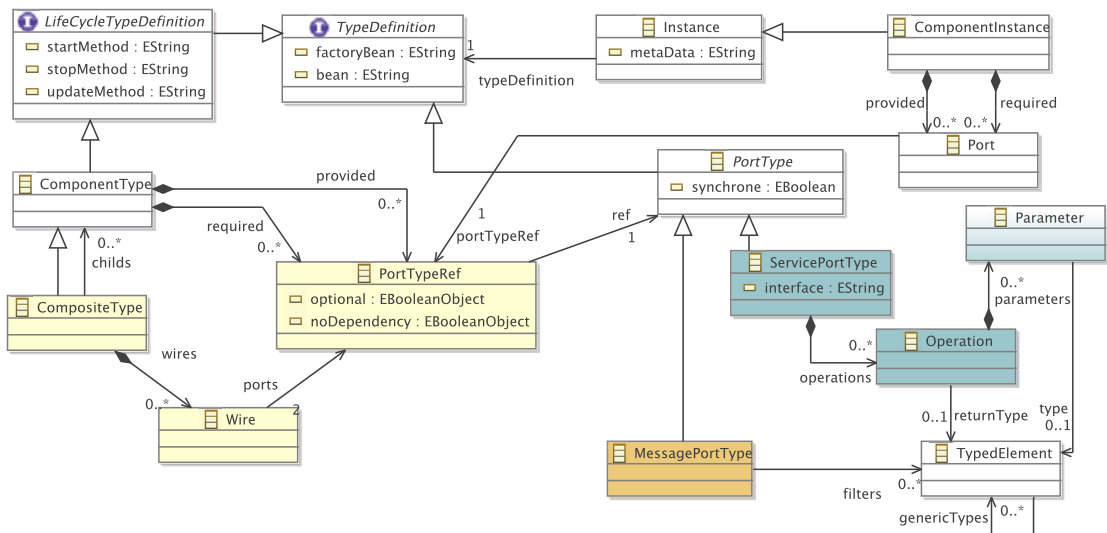 LifeCycleTypeDefinition
startMethod : EString
stopMethod : EString
updateMethod : EString
TypeDefinition
factoryBean : EString
bean : EString
1
typeDefinition
Instance
metaData : EString
ComponentInstance
provided
required
0..*
0..*
Port
ComponentType
provided
0..*
required
0..*
0..*
childs
1
portTypeRef
ref
1
PortType
synchrone : EBoolean
Parameter
ServicePortType
interface : EString
0..*
parameters
CompositeType
PortTypeRef
optional : EBooleanObject
noDependency : EBooleanObject
Operation
0..*
operations
wires
0..*
ports
2
Wire
0..1
returnType
type
0..1
MessagePortType
TypedElement
filters
0..*
genericTypes
0..*